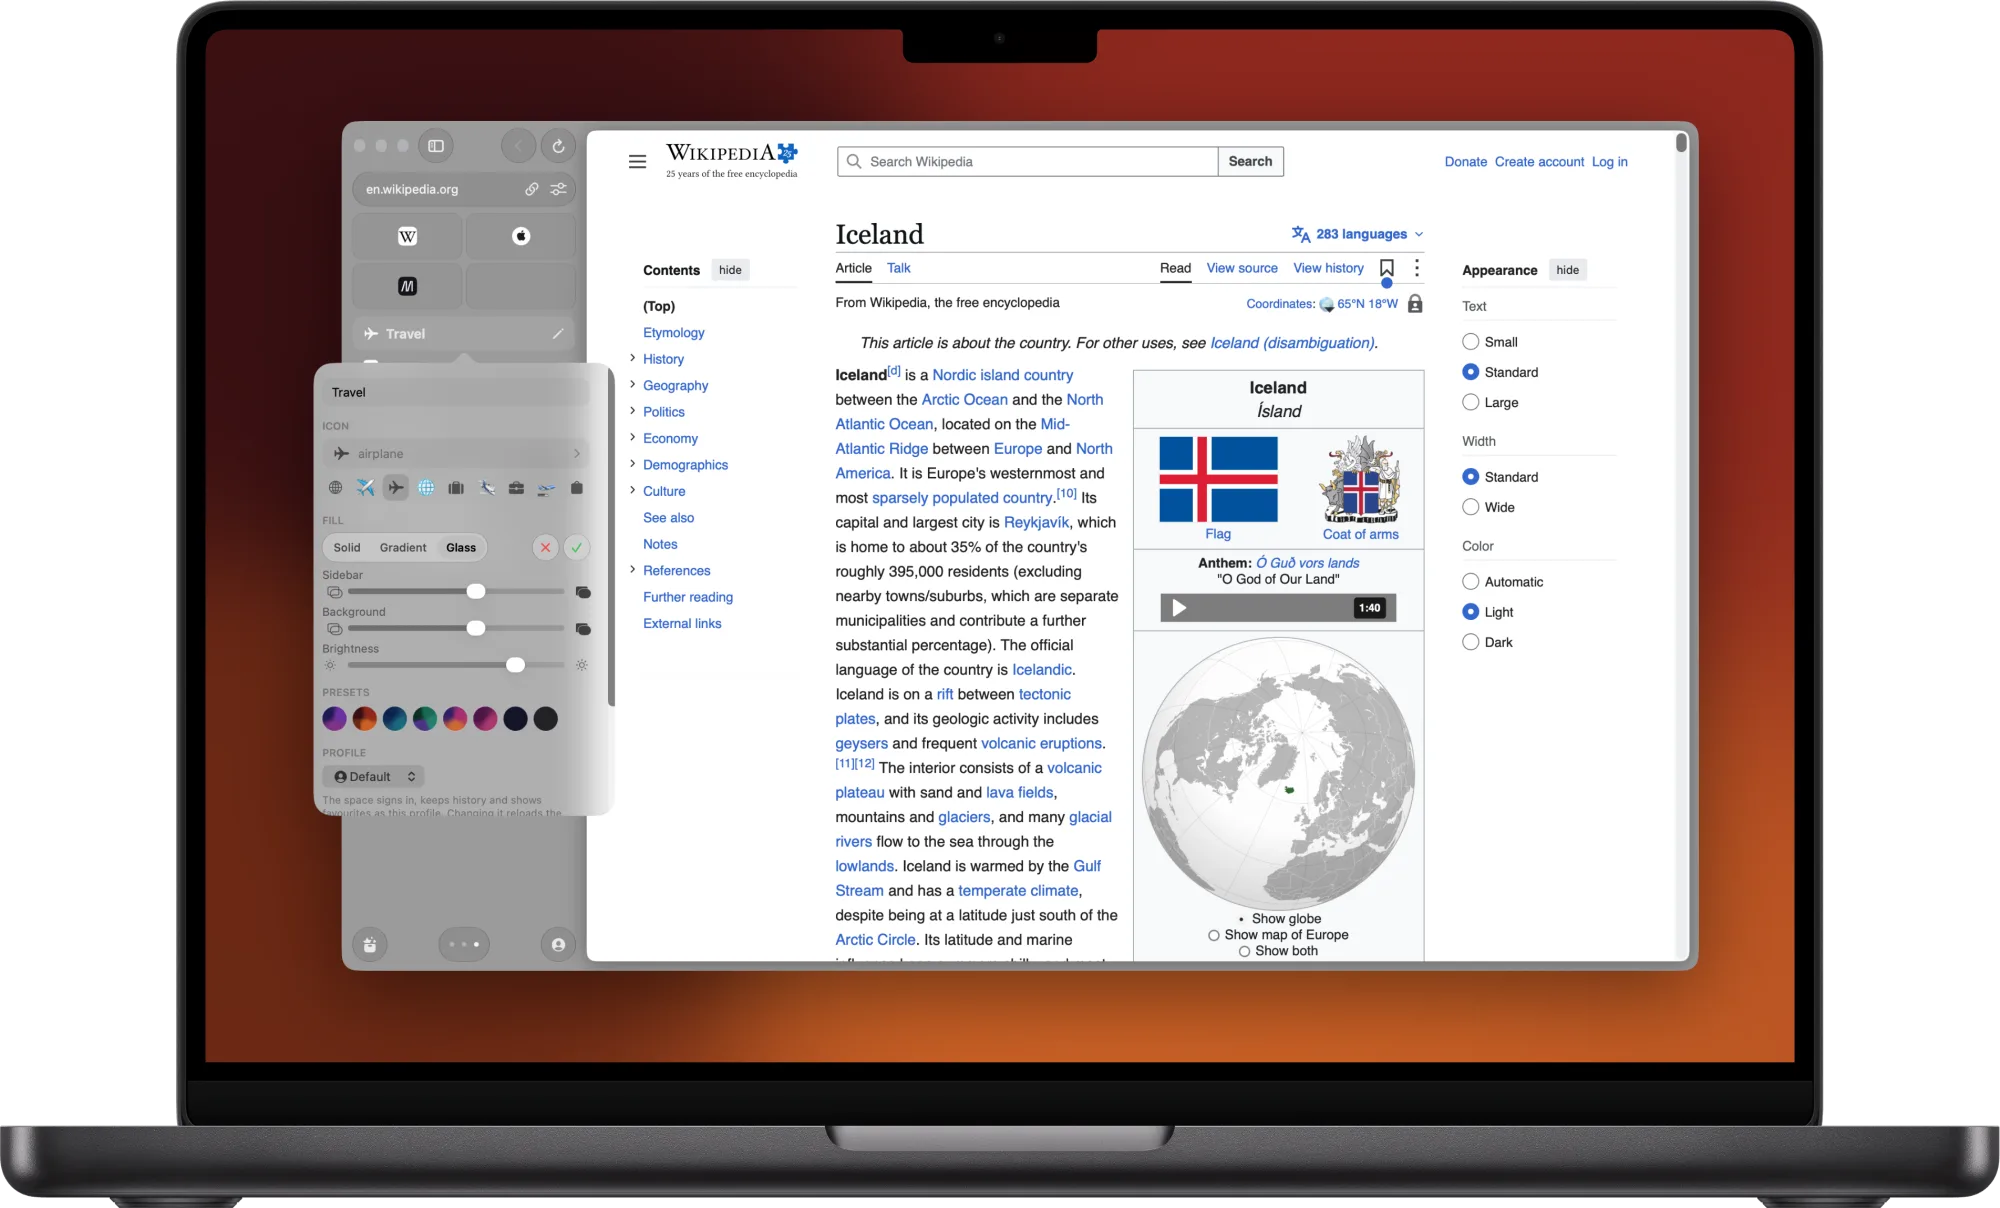 en.wikipedia.org
W
Travel
Travel
ICON
airplane
FILL
Solid Gradient Glass
Sidebar
Background
Brightness
PRESETS
PROFILE
Default
The space signs in, keeps history and shows
favourites as this profile. Changing it reloads the
WIKIPEDIA
25
25 years of the free encyclopedia
Search Wikipedia
Search
Donate Create account Log in
Contents hide
(Top)
Etymology
History
Geography
Politics
Economy
Demographics
Culture
See also
Notes
References
Further reading
External links
Iceland
283 languages
Article Talk
Read View source View history
From Wikipedia, the free encyclopedia
Coordinates: 65°N 18°W
This article is about the country. For other uses, see Iceland (disambiguation).
Iceland[d] is a Nordic island country
between the Arctic Ocean and the North
Atlantic Ocean, located on the Mid-
Atlantic Ridge between Europe and North
America. It is Europe's westernmost and
most sparsely populated country.[10] Its
capital and largest city is Reykjavík, which
is home to about 35% of the country's
roughly 395,000 residents (excluding
nearby towns/suburbs, which are separate
municipalities and contribute a further
substantial percentage). The official
language of the country is Icelandic.
Iceland is on a rift between tectonic
plates, and its geologic activity includes
geysers and frequent volcanic eruptions.
[11][12] The interior consists of a volcanic
plateau with sand and lava fields,
mountains and glaciers, and many glacial
rivers flow to the sea through the
lowlands. Iceland is warmed by the Gulf
Stream and has a temperate climate,
despite being at a latitude just south of the
Arctic Circle. Its latitude and marine
Iceland
Ísland
Flag
Coat of arms
Anthem: Ó Guð vors lands
"O God of Our Land"
1:40
Show globe
Show map of Europe
Show both
Appearance hide
Text
Small
Standard
Large
Width
Standard
Wide
Color
Automatic
Light
Dark